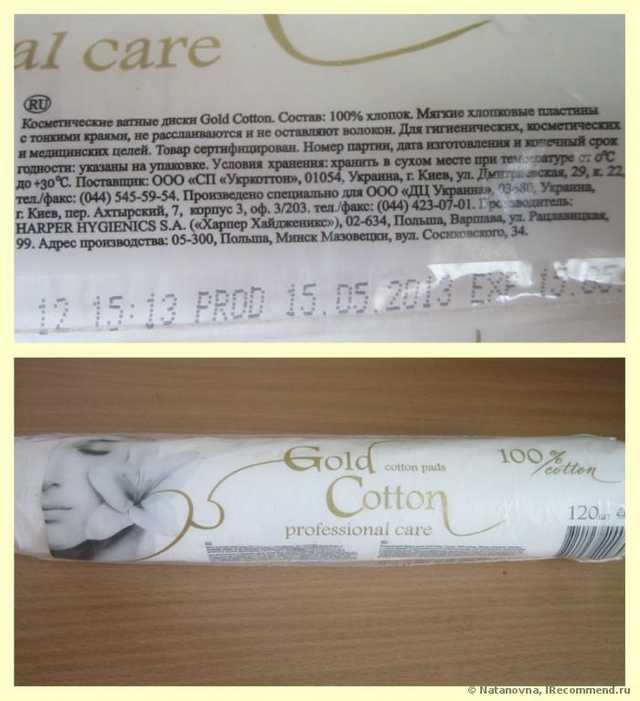 al care
RU
Косметические ватные диски Gold Cotton. Состав: 100% хлопок. Мягкие хлопковые пластины
с тонкими краями, не расслаиваются и не оставляют волокон. Для гигиенических, косметических
и медицинских целей. Товар сертифицирован. Номер партии, дата изготовления и конечный срок
годности: указаны на упаковке. Условия хранения: хранить в сухом месте при температуре от 0°С
до +30°С. Поставщик: ООО «СП «Укркоттон», 01054, Украина, г. Киев, ул. Дмитриевская, 29, к. 22,
тел./факс: (044) 545-59-54. Произведено специально для ООО «ДЦ Украина», 03680, Украина,
г. Киев, пер. Ахтырский, 7, корпус 3, оф. 3/203. тел./факс: (044) 423-07-01. Производитель:
HARPER HYGIENICS S.A. («Харпер Хайдженикс»), 02-634, Польша, Варшава, ул. Рацлавицкая,
99. Адрес производства: 05-300, Польша, Минск Мазовецки, вул. Сосновского, 34.
12 15:13 PROD 15.05.2013 EXP 15.05.
Gold cotton pads
Cotton
professional care
100% cotton
120 шт
© Natanovna, IRecommend.ru